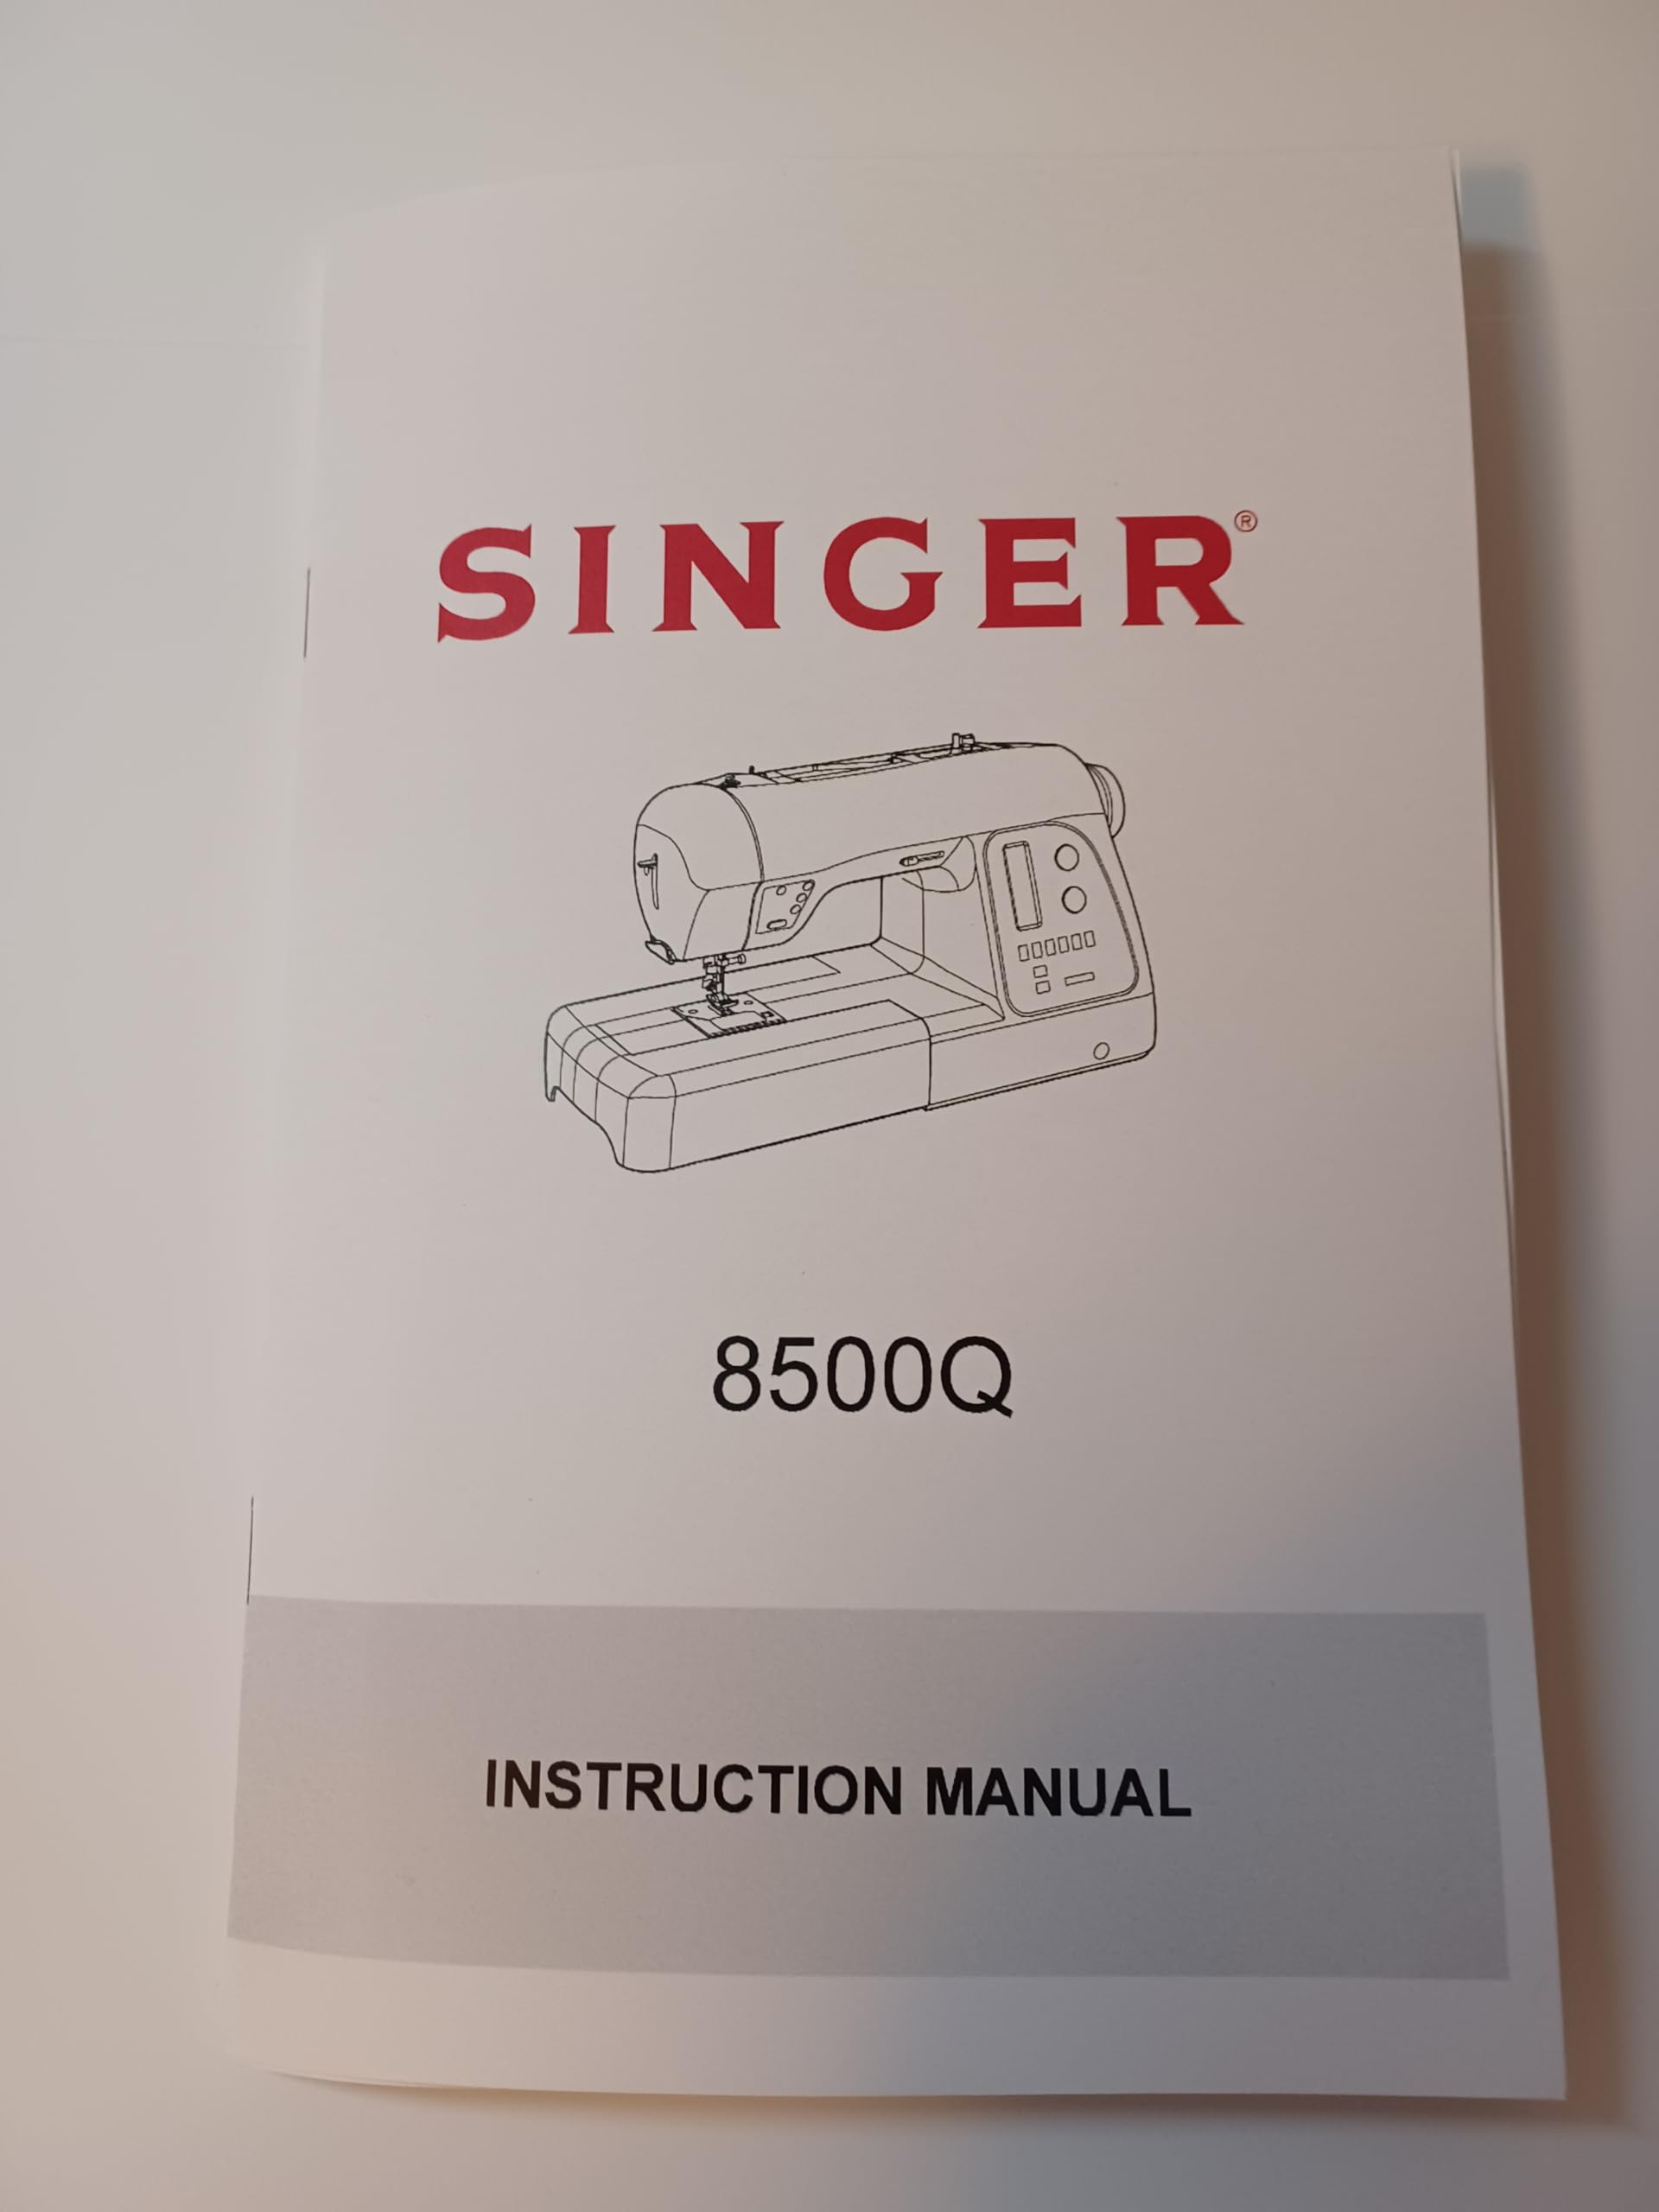 SINGER®
8500Q
INSTRUCTION MANUAL